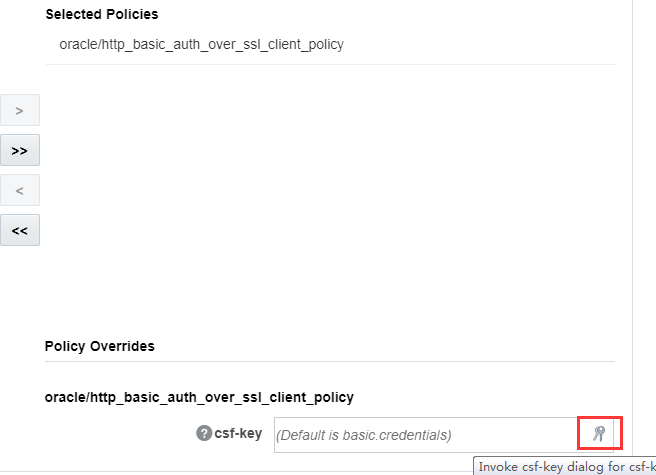 Selected Policies
oracle/http_basic_auth_over_ssl_client_policy
>
>>
<
<<
Policy Overrides
oracle/http_basic_auth_over_ssl_client_policy
? csf-key (Default is basic.credentials)
Invoke csf-key dialog for csf-k